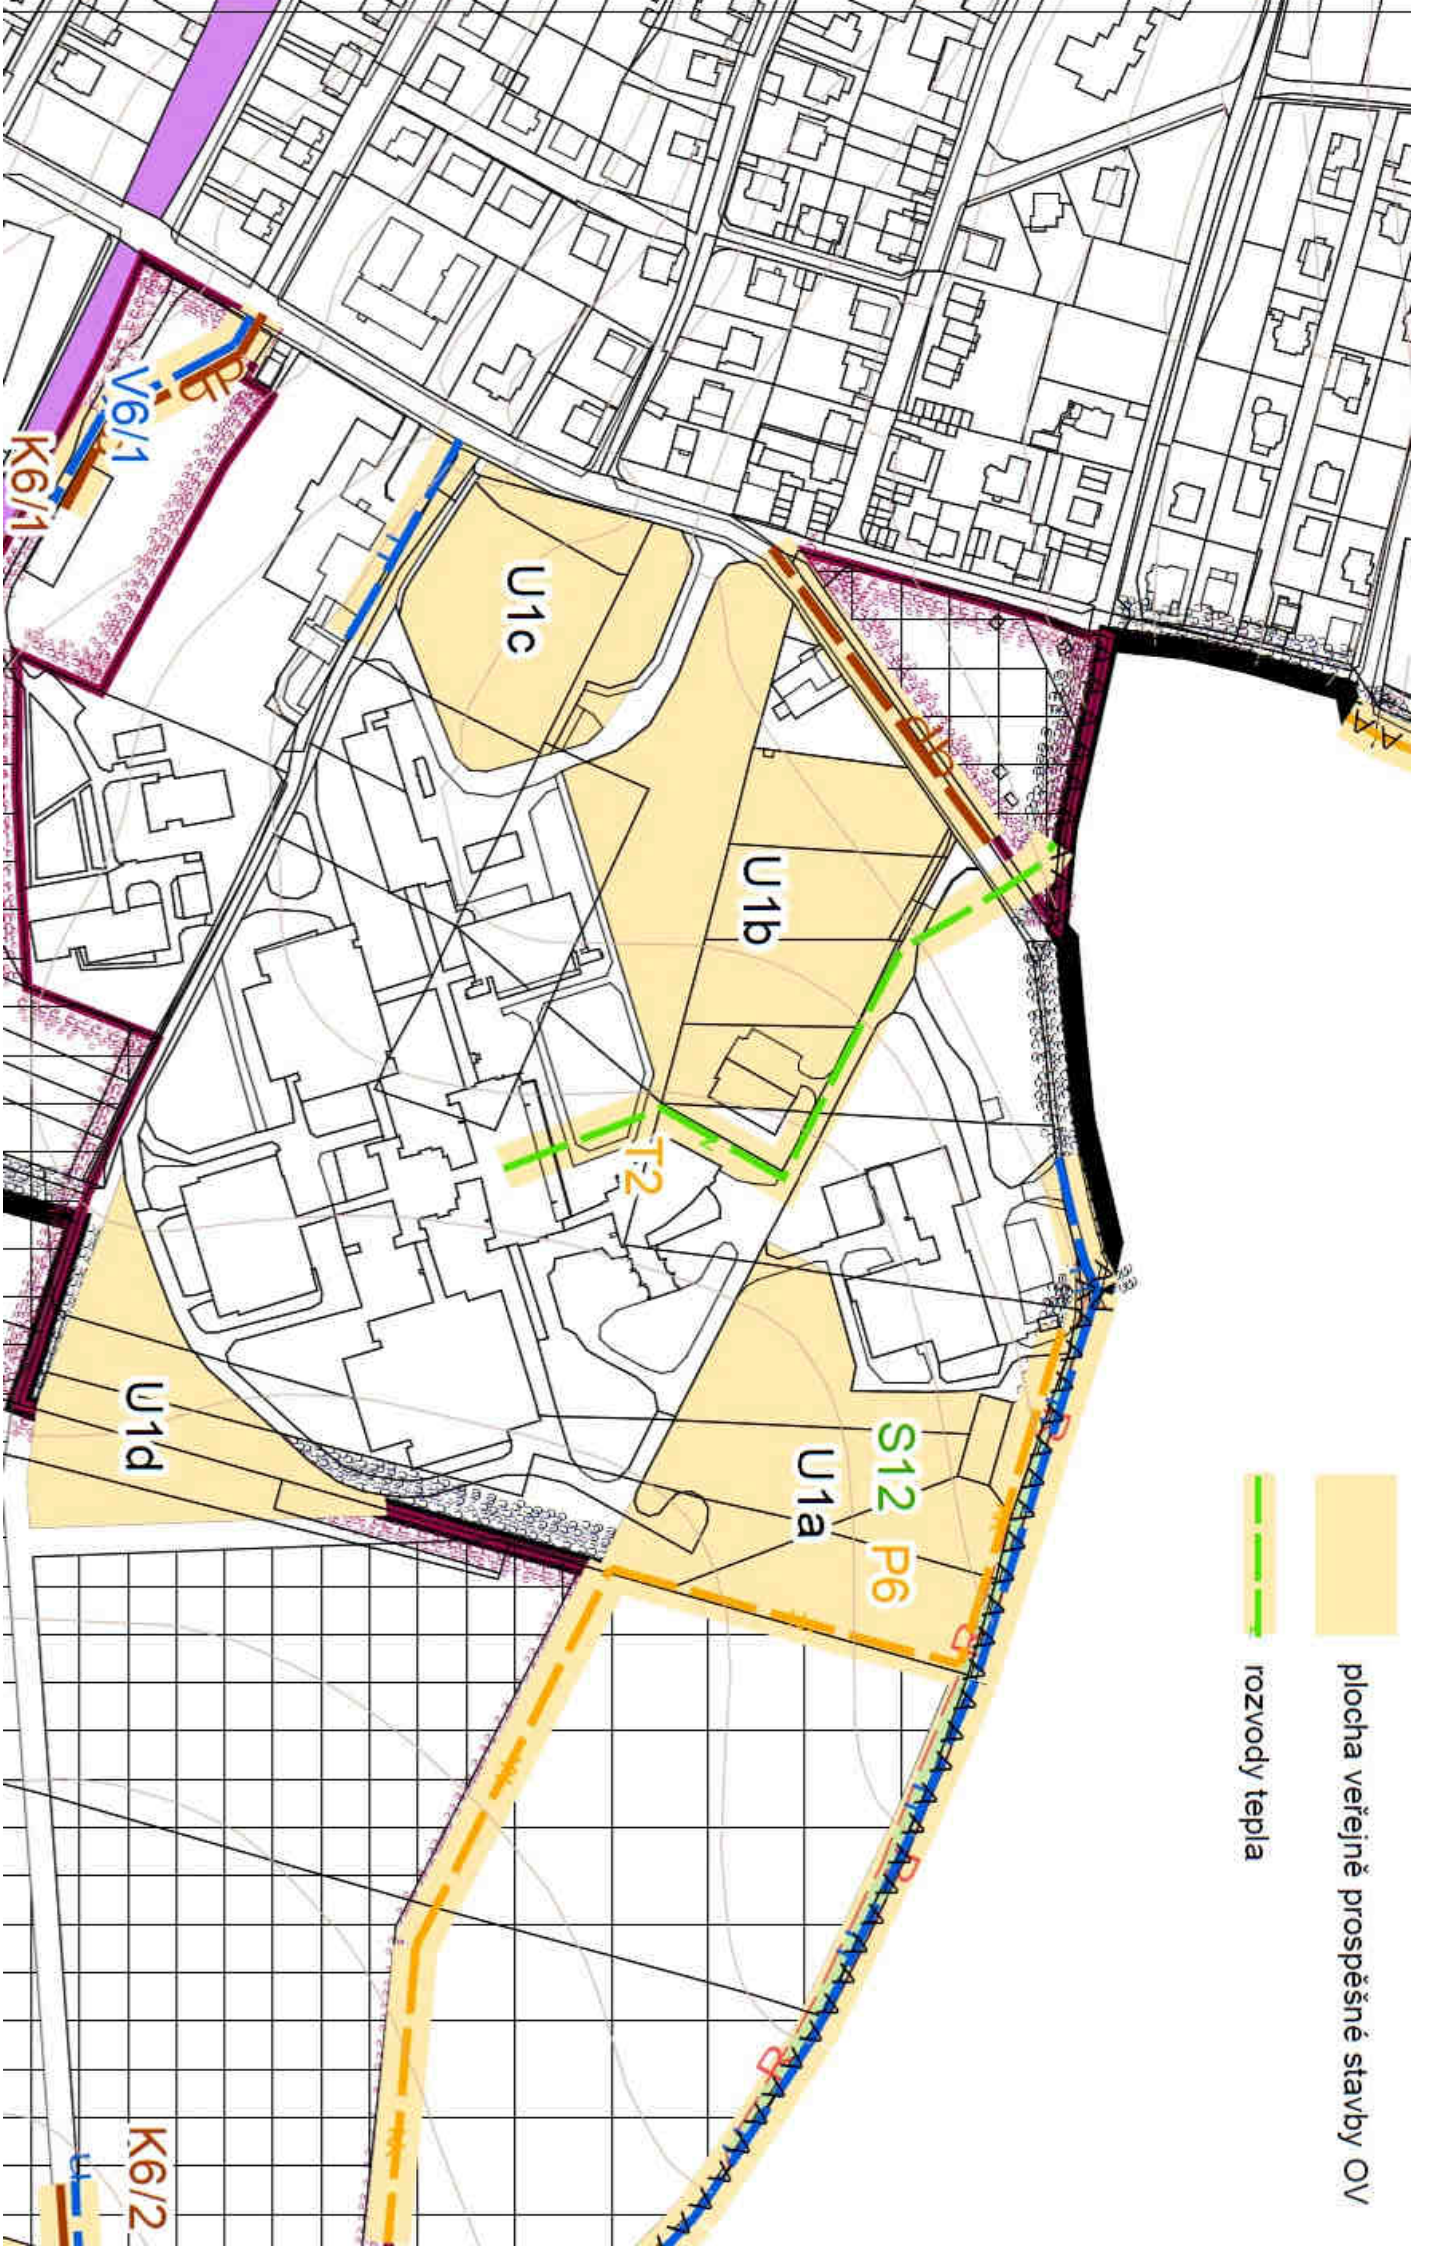 plocha veřejně prospěšné stavby OV
rozvody tepla
S12 P6
U1a
U1b
U1c
U1d
T2
V6/1
K6/1
K6/2
R
R